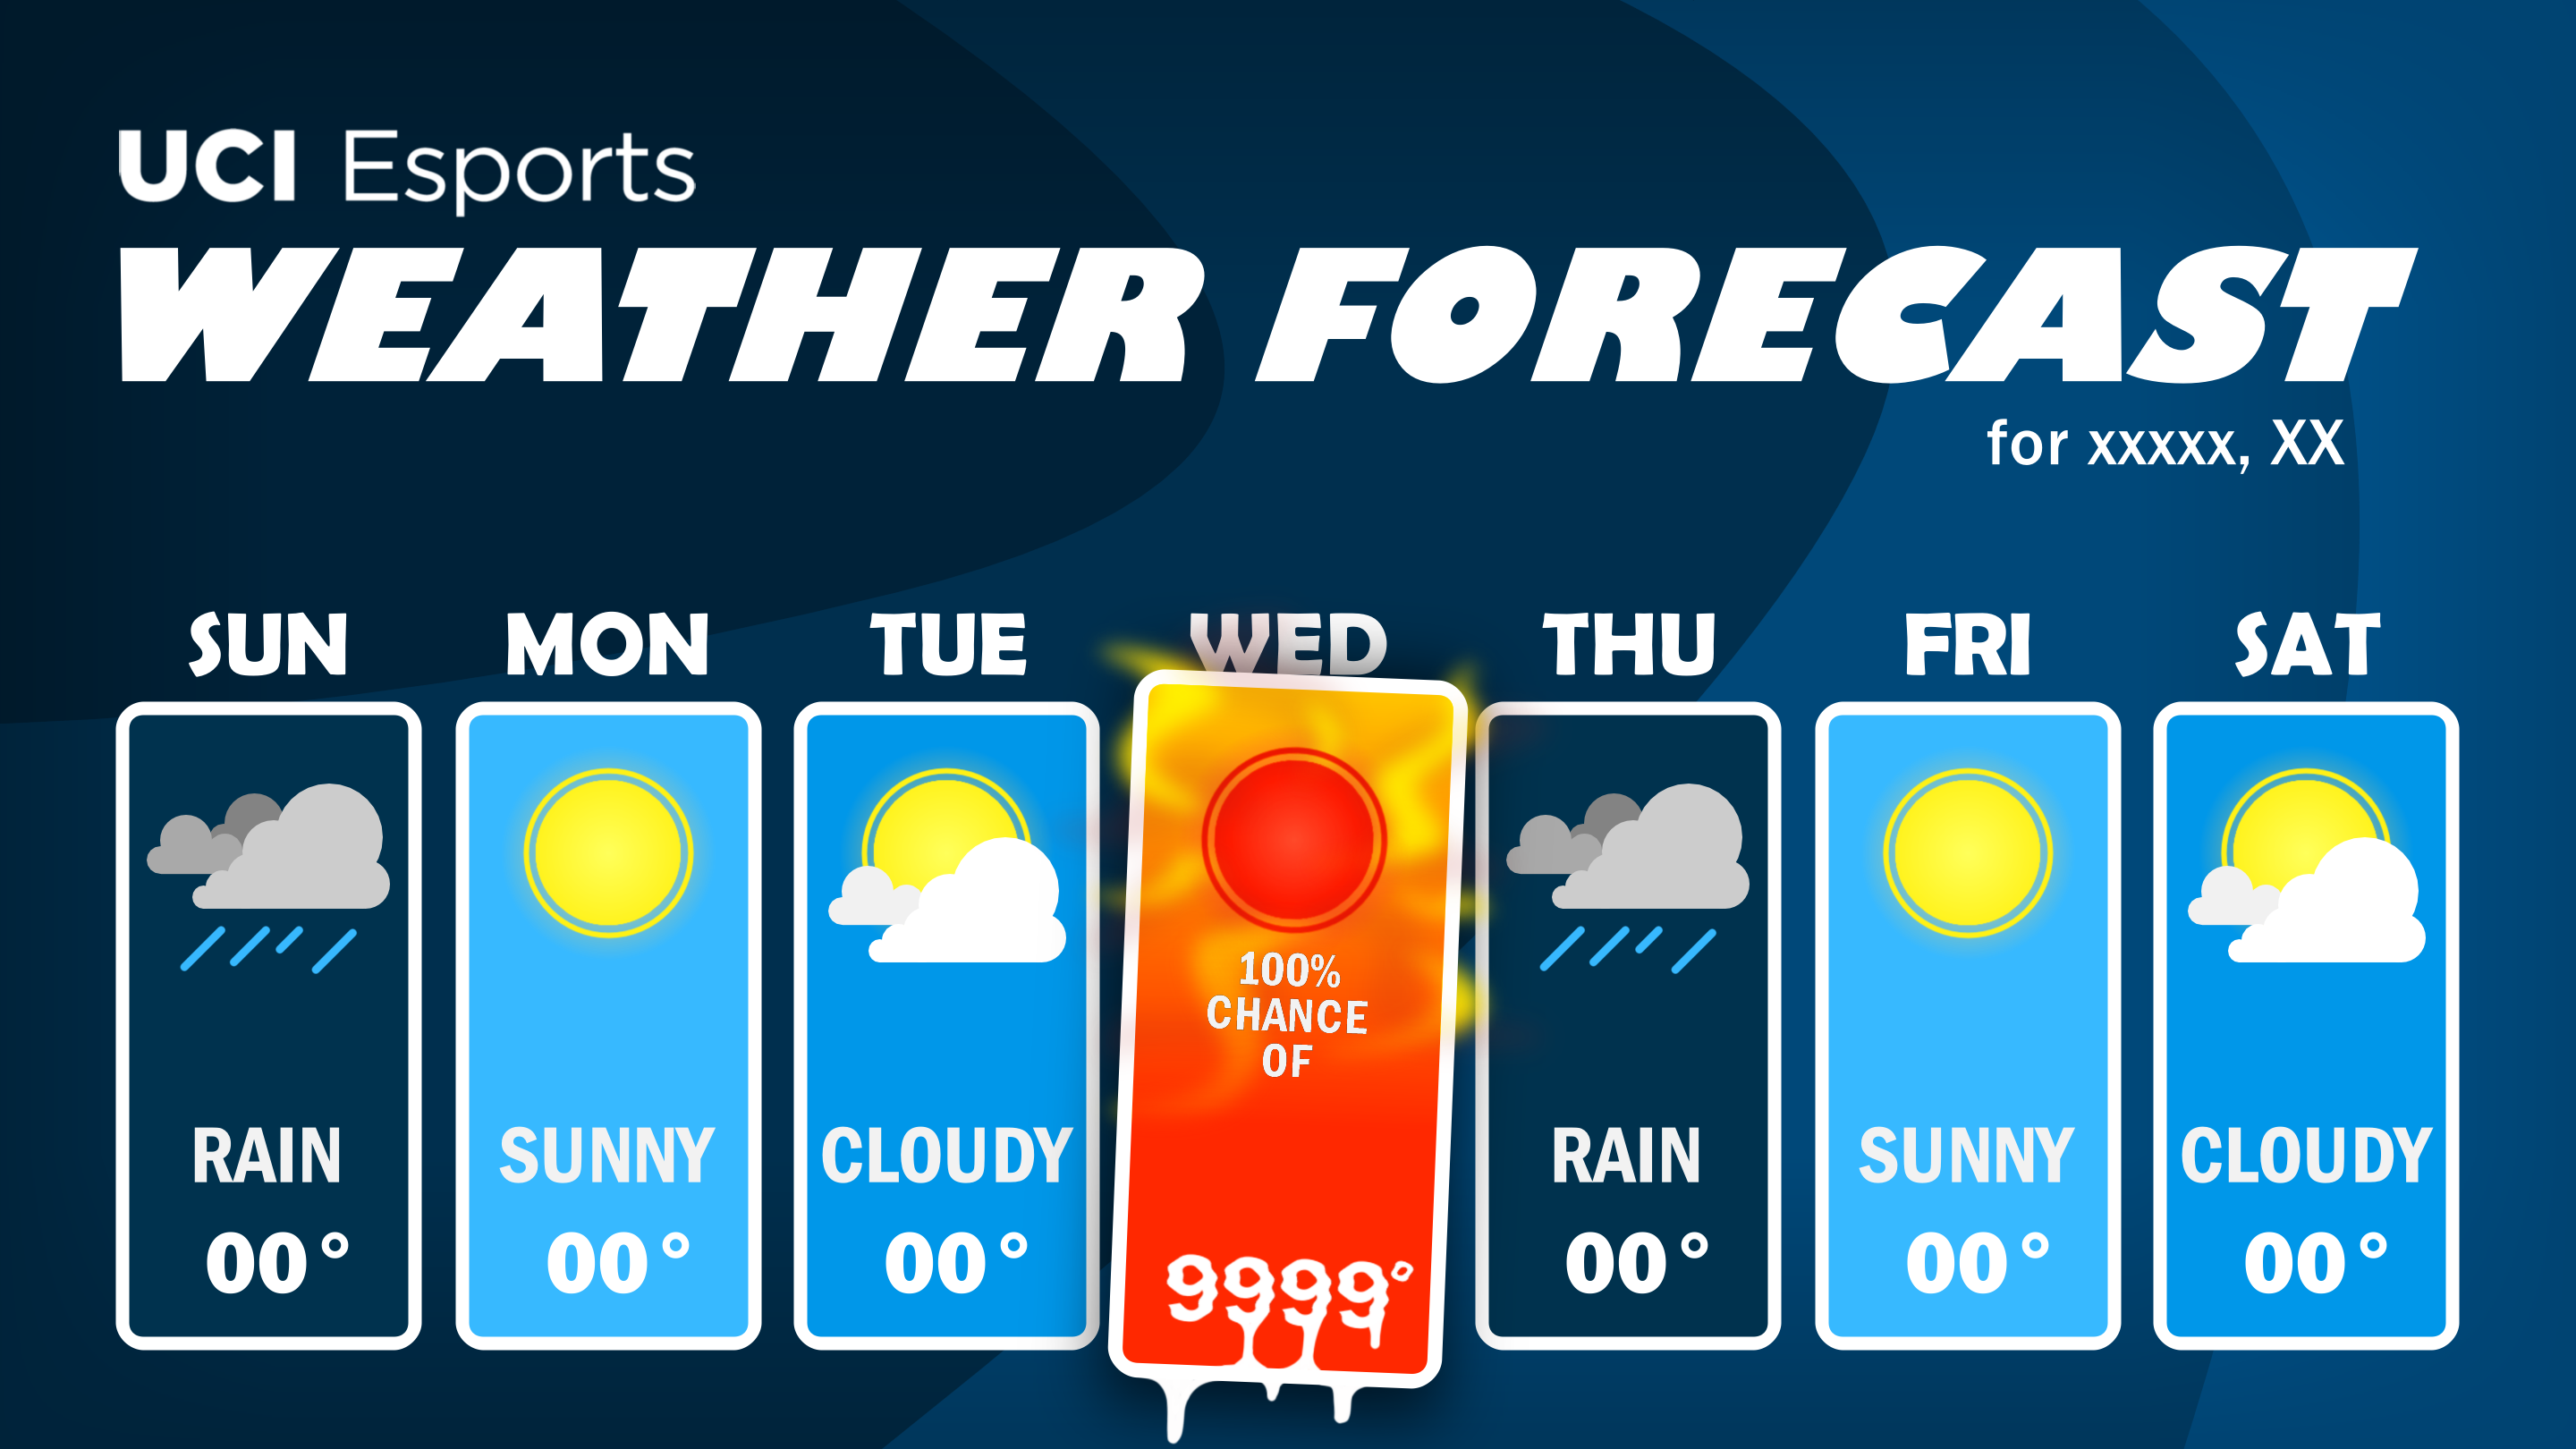 UCI Esports
WEATHER FORECAST
for xxxxx, XX
SUN MON TUE WED THU FRI SAT
100%
CHANCE
OF
RAIN SUNNY CLOUDY RAIN SUNNY CLOUDY
00° 00° 00° 9999° 00° 00° 00°